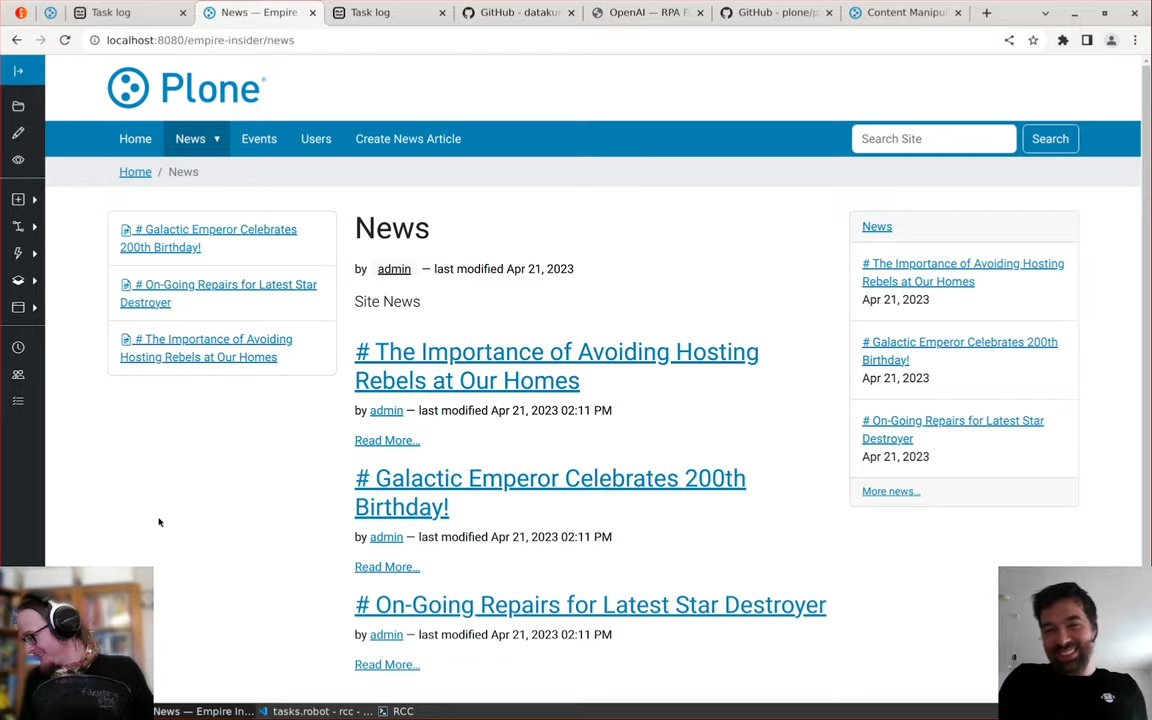 Task log
News — Empire
Task log
GitHub - dataku
OpenAI — RPA F
GitHub - plone/p
Content Manipul
localhost:8080/empire-insider/news
Plone®
Home
News ▾
Events
Users
Create News Article
Search Site
Search
Home / News
# Galactic Emperor Celebrates
200th Birthday!
# On-Going Repairs for Latest Star
Destroyer
# The Importance of Avoiding
Hosting Rebels at Our Homes
News
by admin — last modified Apr 21, 2023
Site News
# The Importance of Avoiding Hosting
Rebels at Our Homes
by admin — last modified Apr 21, 2023 02:11 PM
Read More…
# Galactic Emperor Celebrates 200th
Birthday!
by admin — last modified Apr 21, 2023 02:11 PM
Read More…
# On-Going Repairs for Latest Star Destroyer
by admin — last modified Apr 21, 2023 02:11 PM
Read More…
News
# The Importance of Avoiding Hosting
Rebels at Our Homes
Apr 21, 2023
# Galactic Emperor Celebrates 200th
Birthday!
Apr 21, 2023
# On-Going Repairs for Latest Star
Destroyer
Apr 21, 2023
More news…
News — Empire In...
tasks.robot - rcc - ...
RCC